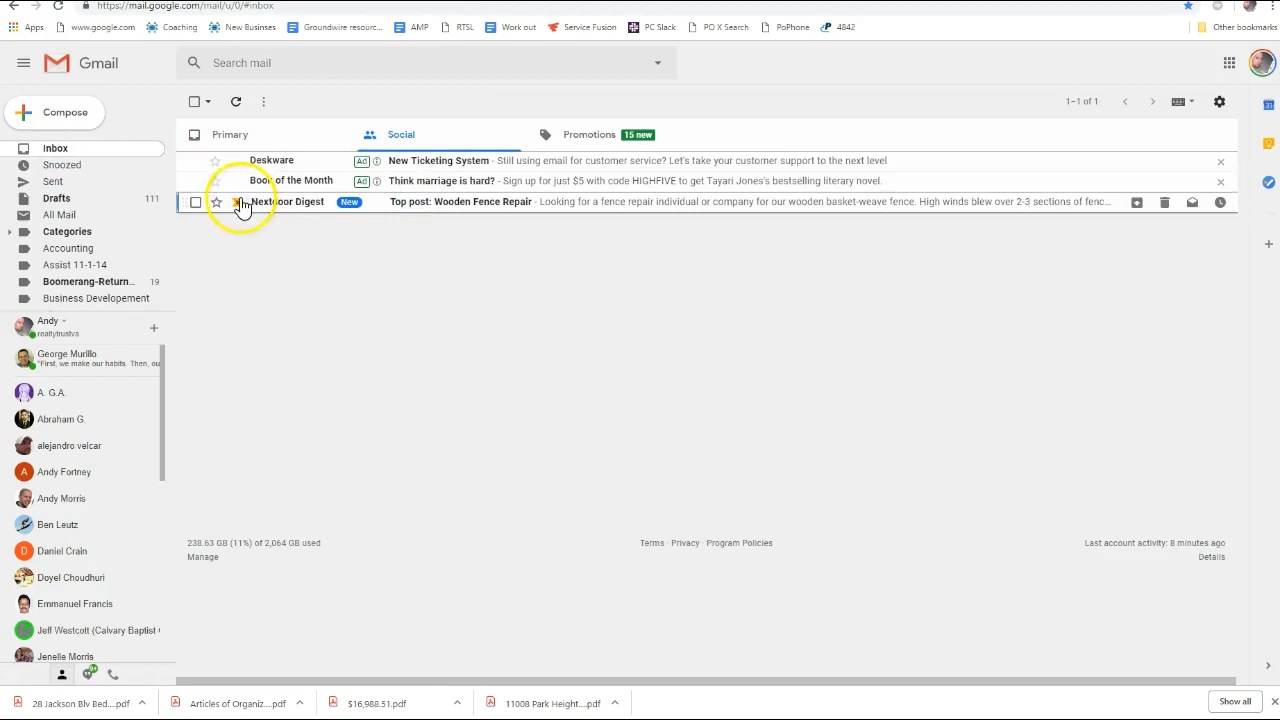 https://mail.google.com/mail/u/0/#inbox
Apps www.google.com Coaching New Businses Groundwire resourc... AMP RTSL Work out Service Fusion PC Slack PO X Search PoPhone 4842 Other bookmarks
Gmail Search mail
Compose 1–1 of 1
Inbox Primary Social Promotions 15 new
Snoozed Deskware Ad New Ticketing System - Still using email for customer service? Let's take your customer support to the next level
Sent Book of the Month Ad Think marriage is hard? - Sign up for just $5 with code HIGHFIVE to get Tayari Jones's bestselling literary novel.
Drafts 111 Nextdoor Digest New Top post: Wooden Fence Repair - Looking for a fence repair individual or company for our wooden basket-weave fence. High winds blew over 2-3 sections of fenc...
All Mail
Categories
Accounting
Assist 11-1-14
Boomerang-Return... 19
Business Developement
Andy
realtytrustva
George Murillo
"First, we make our habits. Then, ou
A. G.A.
Abraham G.
alejandro velcar
A Andy Fortney
Andy Morris
Ben Leutz
D Daniel Crain
Doyel Choudhuri
Emmanuel Francis
Jeff Westcott (Calvary Baptist
Jenelle Morris
238.63 GB (11%) of 2,064 GB used Terms - Privacy - Program Policies Last account activity: 8 minutes ago
Manage Details
28 Jackson Blv Bed....pdf Articles of Organiz....pdf $16,988.51.pdf 11008 Park Height....pdf Show all